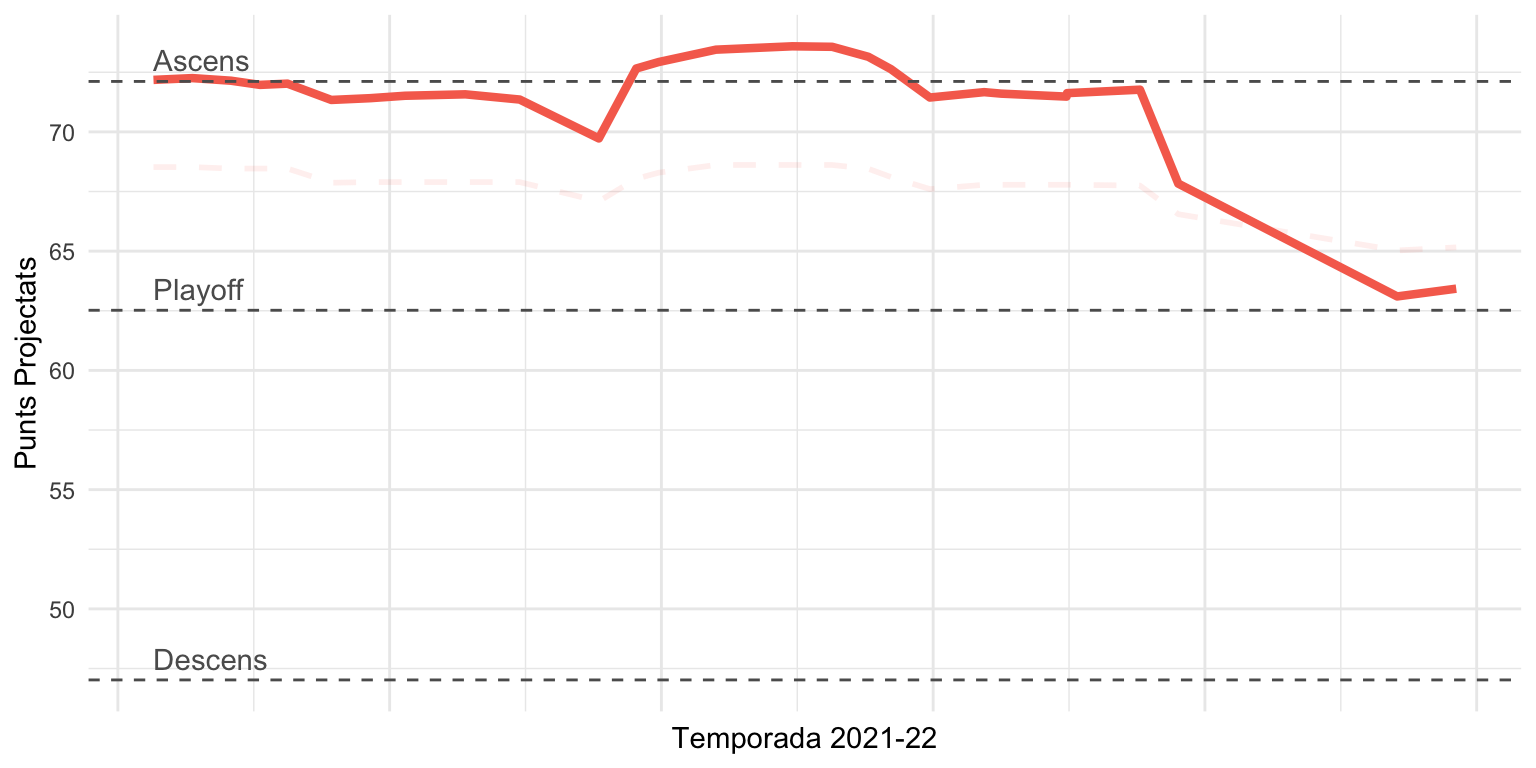 Ascens
70
65
Playoff
60
55
50
Descens
Punts Projectats
Temporada 2021-22